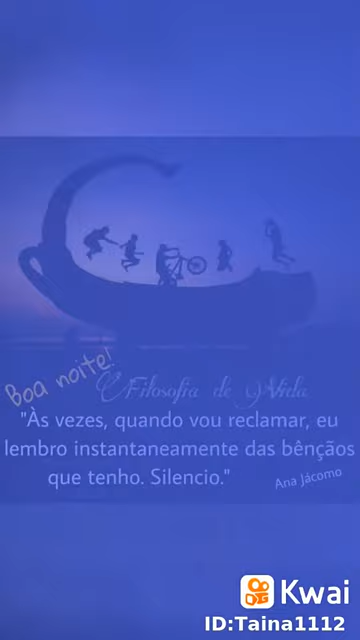 Boa noite!
Filosofia de Vida
"Às vezes, quando vou reclamar, eu
lembro instantaneamente das bênçãos
que tenho. Silencio."
Ana Jácomo
Kwai
ID:Taina1112